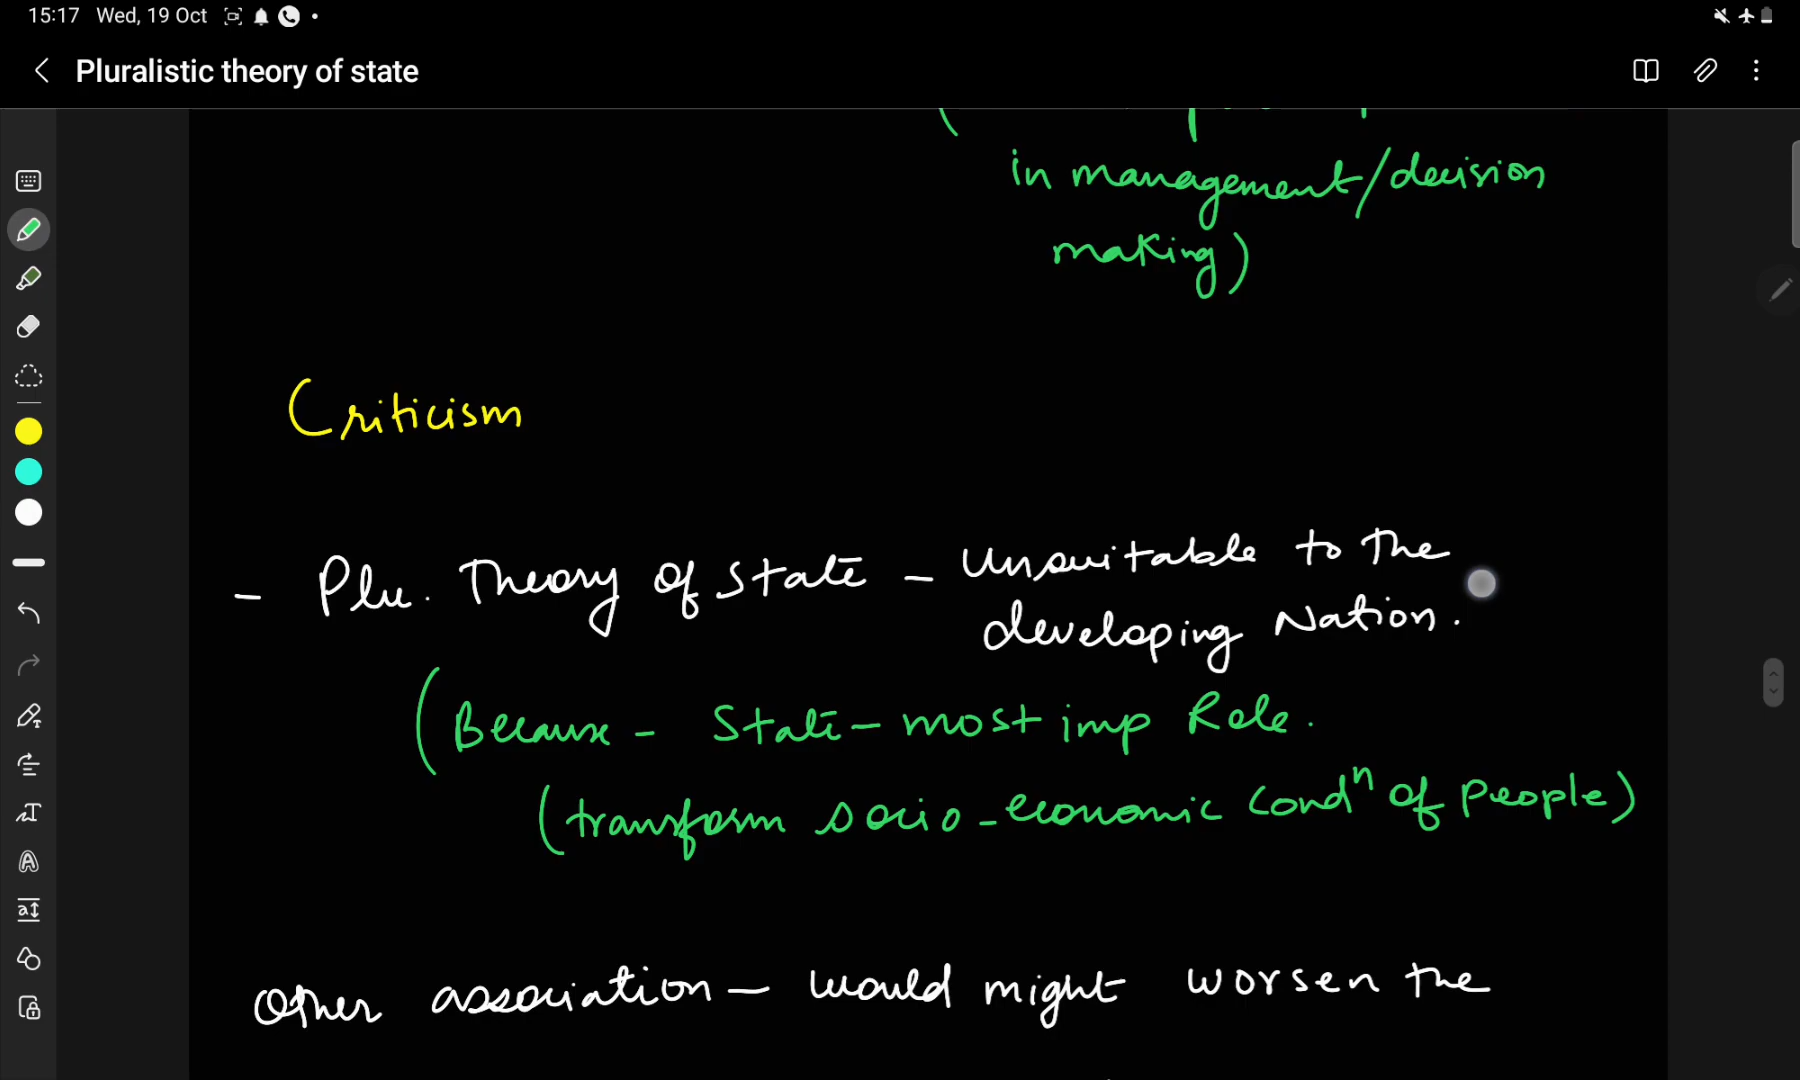 15:17 Wed, 19 Oct
Pluralistic theory of state
in management/decision
making)
Criticism
- Plu. Theory of State - Unsuitable to the
developing Nation.
(Because - State - most imp Role.
(transform socio-economic condⁿ of people)
Other association - would might worsen the